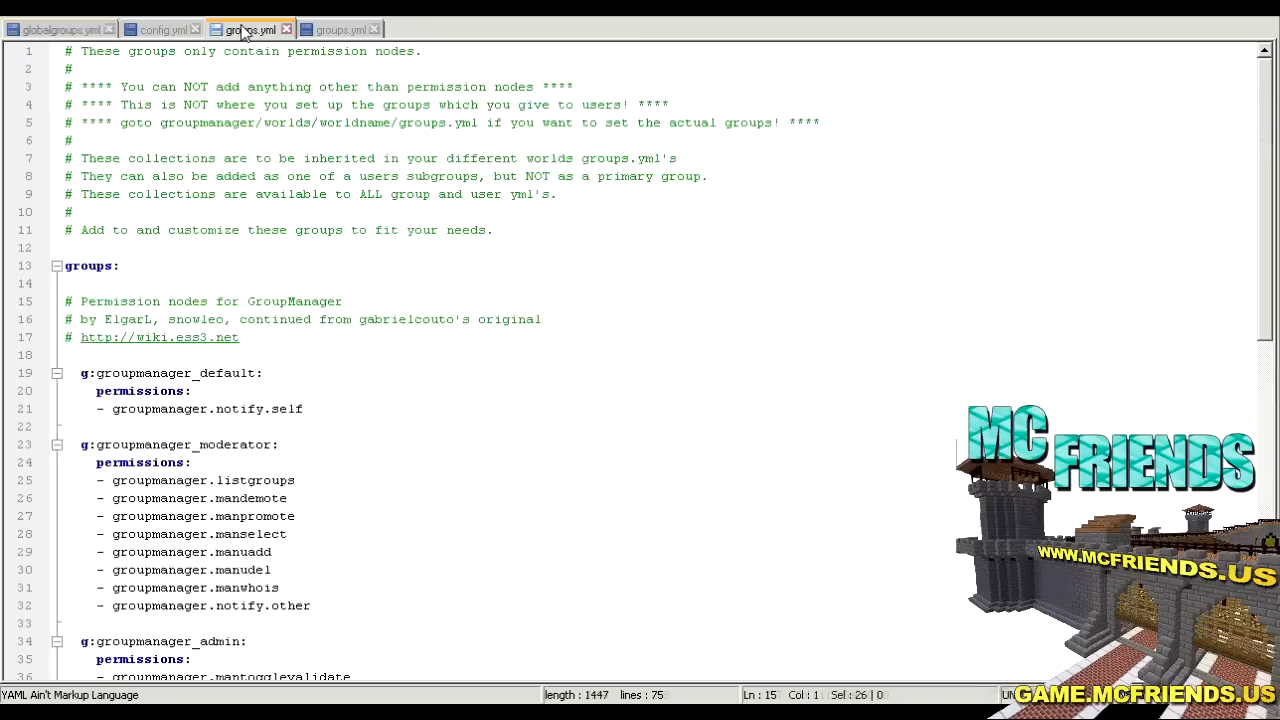 globalgroups.yml config.yml groups.yml groups.yml
1 # These groups only contain permission nodes.
2 #
3 # **** You can NOT add anything other than permission nodes ****
4 # **** This is NOT where you set up the groups which you give to users! ****
5 # **** goto groupmanager/worlds/worldname/groups.yml if you want to set the actual groups! ****
6 #
7 # These collections are to be inherited in your different worlds groups.yml's
8 # They can also be added as one of a users subgroups, but NOT as a primary group.
9 # These collections are available to ALL group and user yml's.
10 #
11 # Add to and customize these groups to fit your needs.
12
13 groups:
14
15 # Permission nodes for GroupManager
16 # by ElgarL, snowleo, continued from gabrielcouto's original
17 # http://wiki.ess3.net
18
19 g:groupmanager_default:
20 permissions:
21 - groupmanager.notify.self
22
23 g:groupmanager_moderator:
24 permissions:
25 - groupmanager.listgroups
26 - groupmanager.mandemote
27 - groupmanager.manpromote
28 - groupmanager.manselect
29 - groupmanager.manuadd
30 - groupmanager.manudel
31 - groupmanager.manwhois
32 - groupmanager.notify.other
33
34 g:groupmanager_admin:
35 permissions:
36 - groupmanager.mantogglevalidate
MC
FRIENDS
WWW.MCFRIENDS.US
GAME.MCFRIENDS.US
YAML Ain't Markup Language length : 1447 lines : 75 Ln : 15 Col : 1 Sel : 26 | 0